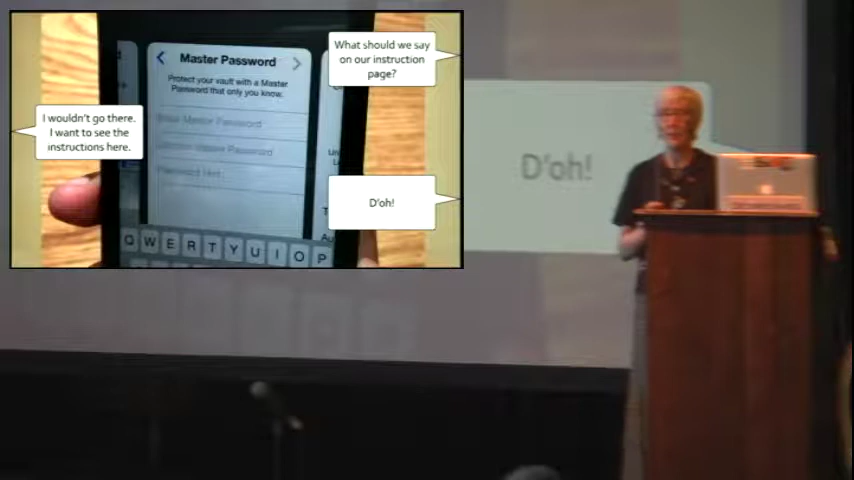 Master Password
Protect your vault with a Master
Password that only you know.
Password Hint
What should we say
on our instruction
page?
I wouldn't go there.
I want to see the
instructions here.
D'oh!
Q W E R T Y U I O P
D'oh!